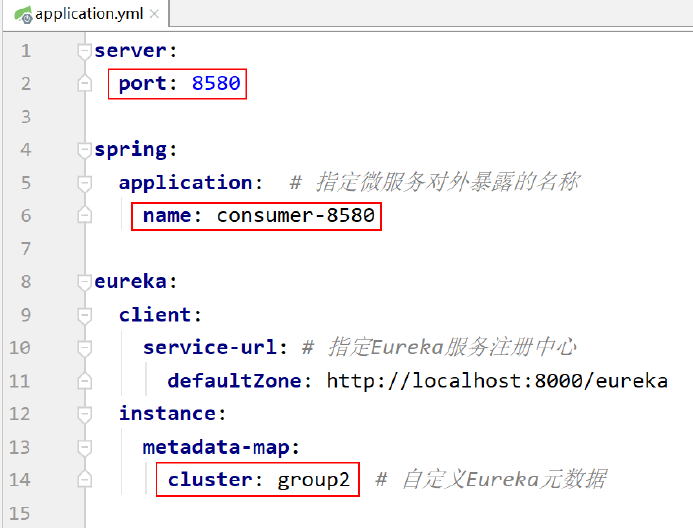 application.yml
1 server:
2   port: 8580
3
4 spring:
5   application:  # 指定微服务对外暴露的名称
6     name: consumer-8580
7
8 eureka:
9   client:
10     service-url: # 指定Eureka服务注册中心
11       defaultZone: http://localhost:8000/eureka
12   instance:
13     metadata-map:
14       cluster: group2  # 自定义Eureka元数据
15